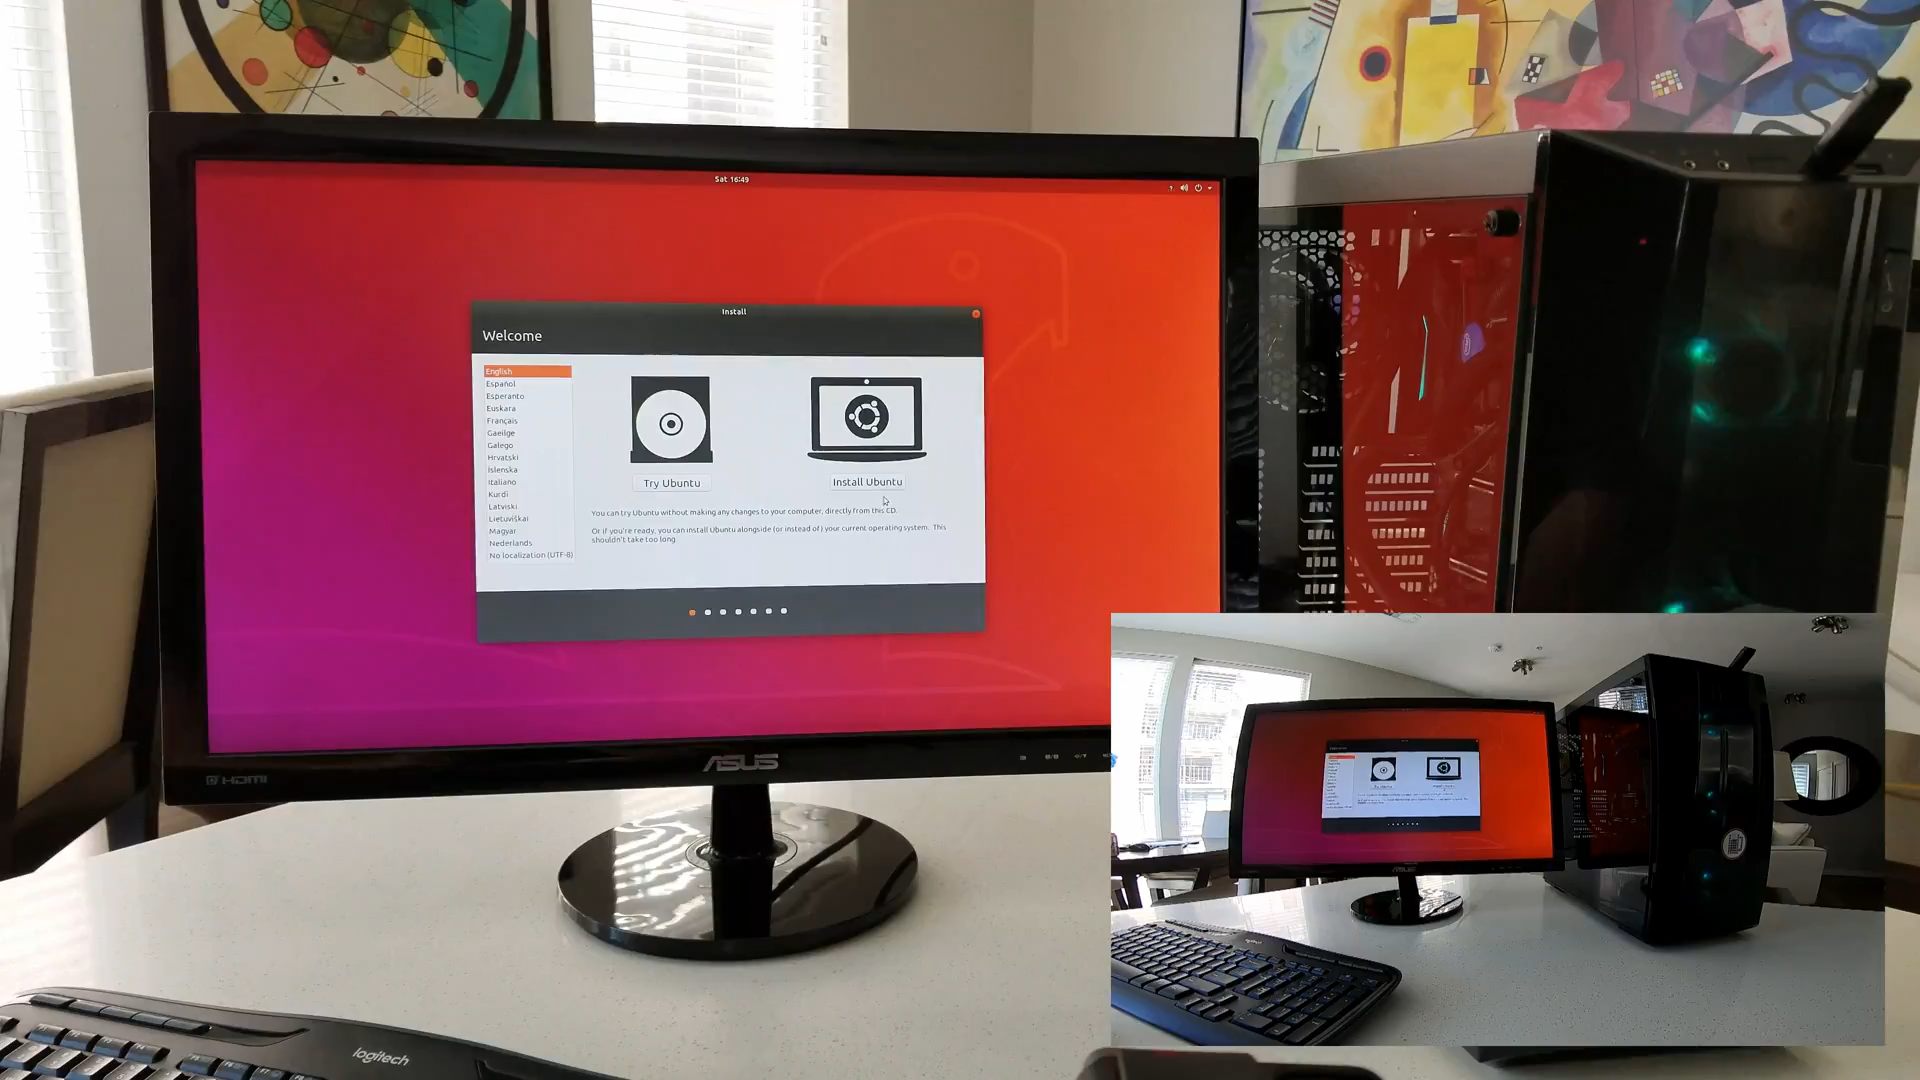 Sat 16:49
Install
Welcome
English
Español
Esperanto
Euskara
Français
Gaeilge
Galego
Hrvatski
Íslenska
Italiano
Kurdî
Latviski
Lietuviškai
Magyar
Nederlands
No localization (UTF-8)
Try Ubuntu
Install Ubuntu
You can try Ubuntu without making any changes to your computer, directly from this CD.
Or if you're ready, you can install Ubuntu alongside (or instead of) your current operating system. This
shouldn't take too long.
HDMI
ASUS
logitech